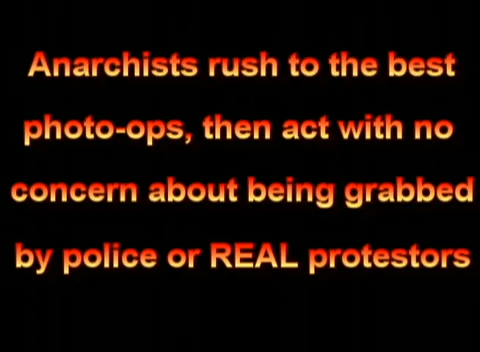 Anarchists rush to the best
photo-ops, then act with no
concern about being grabbed
by police or REAL protestors